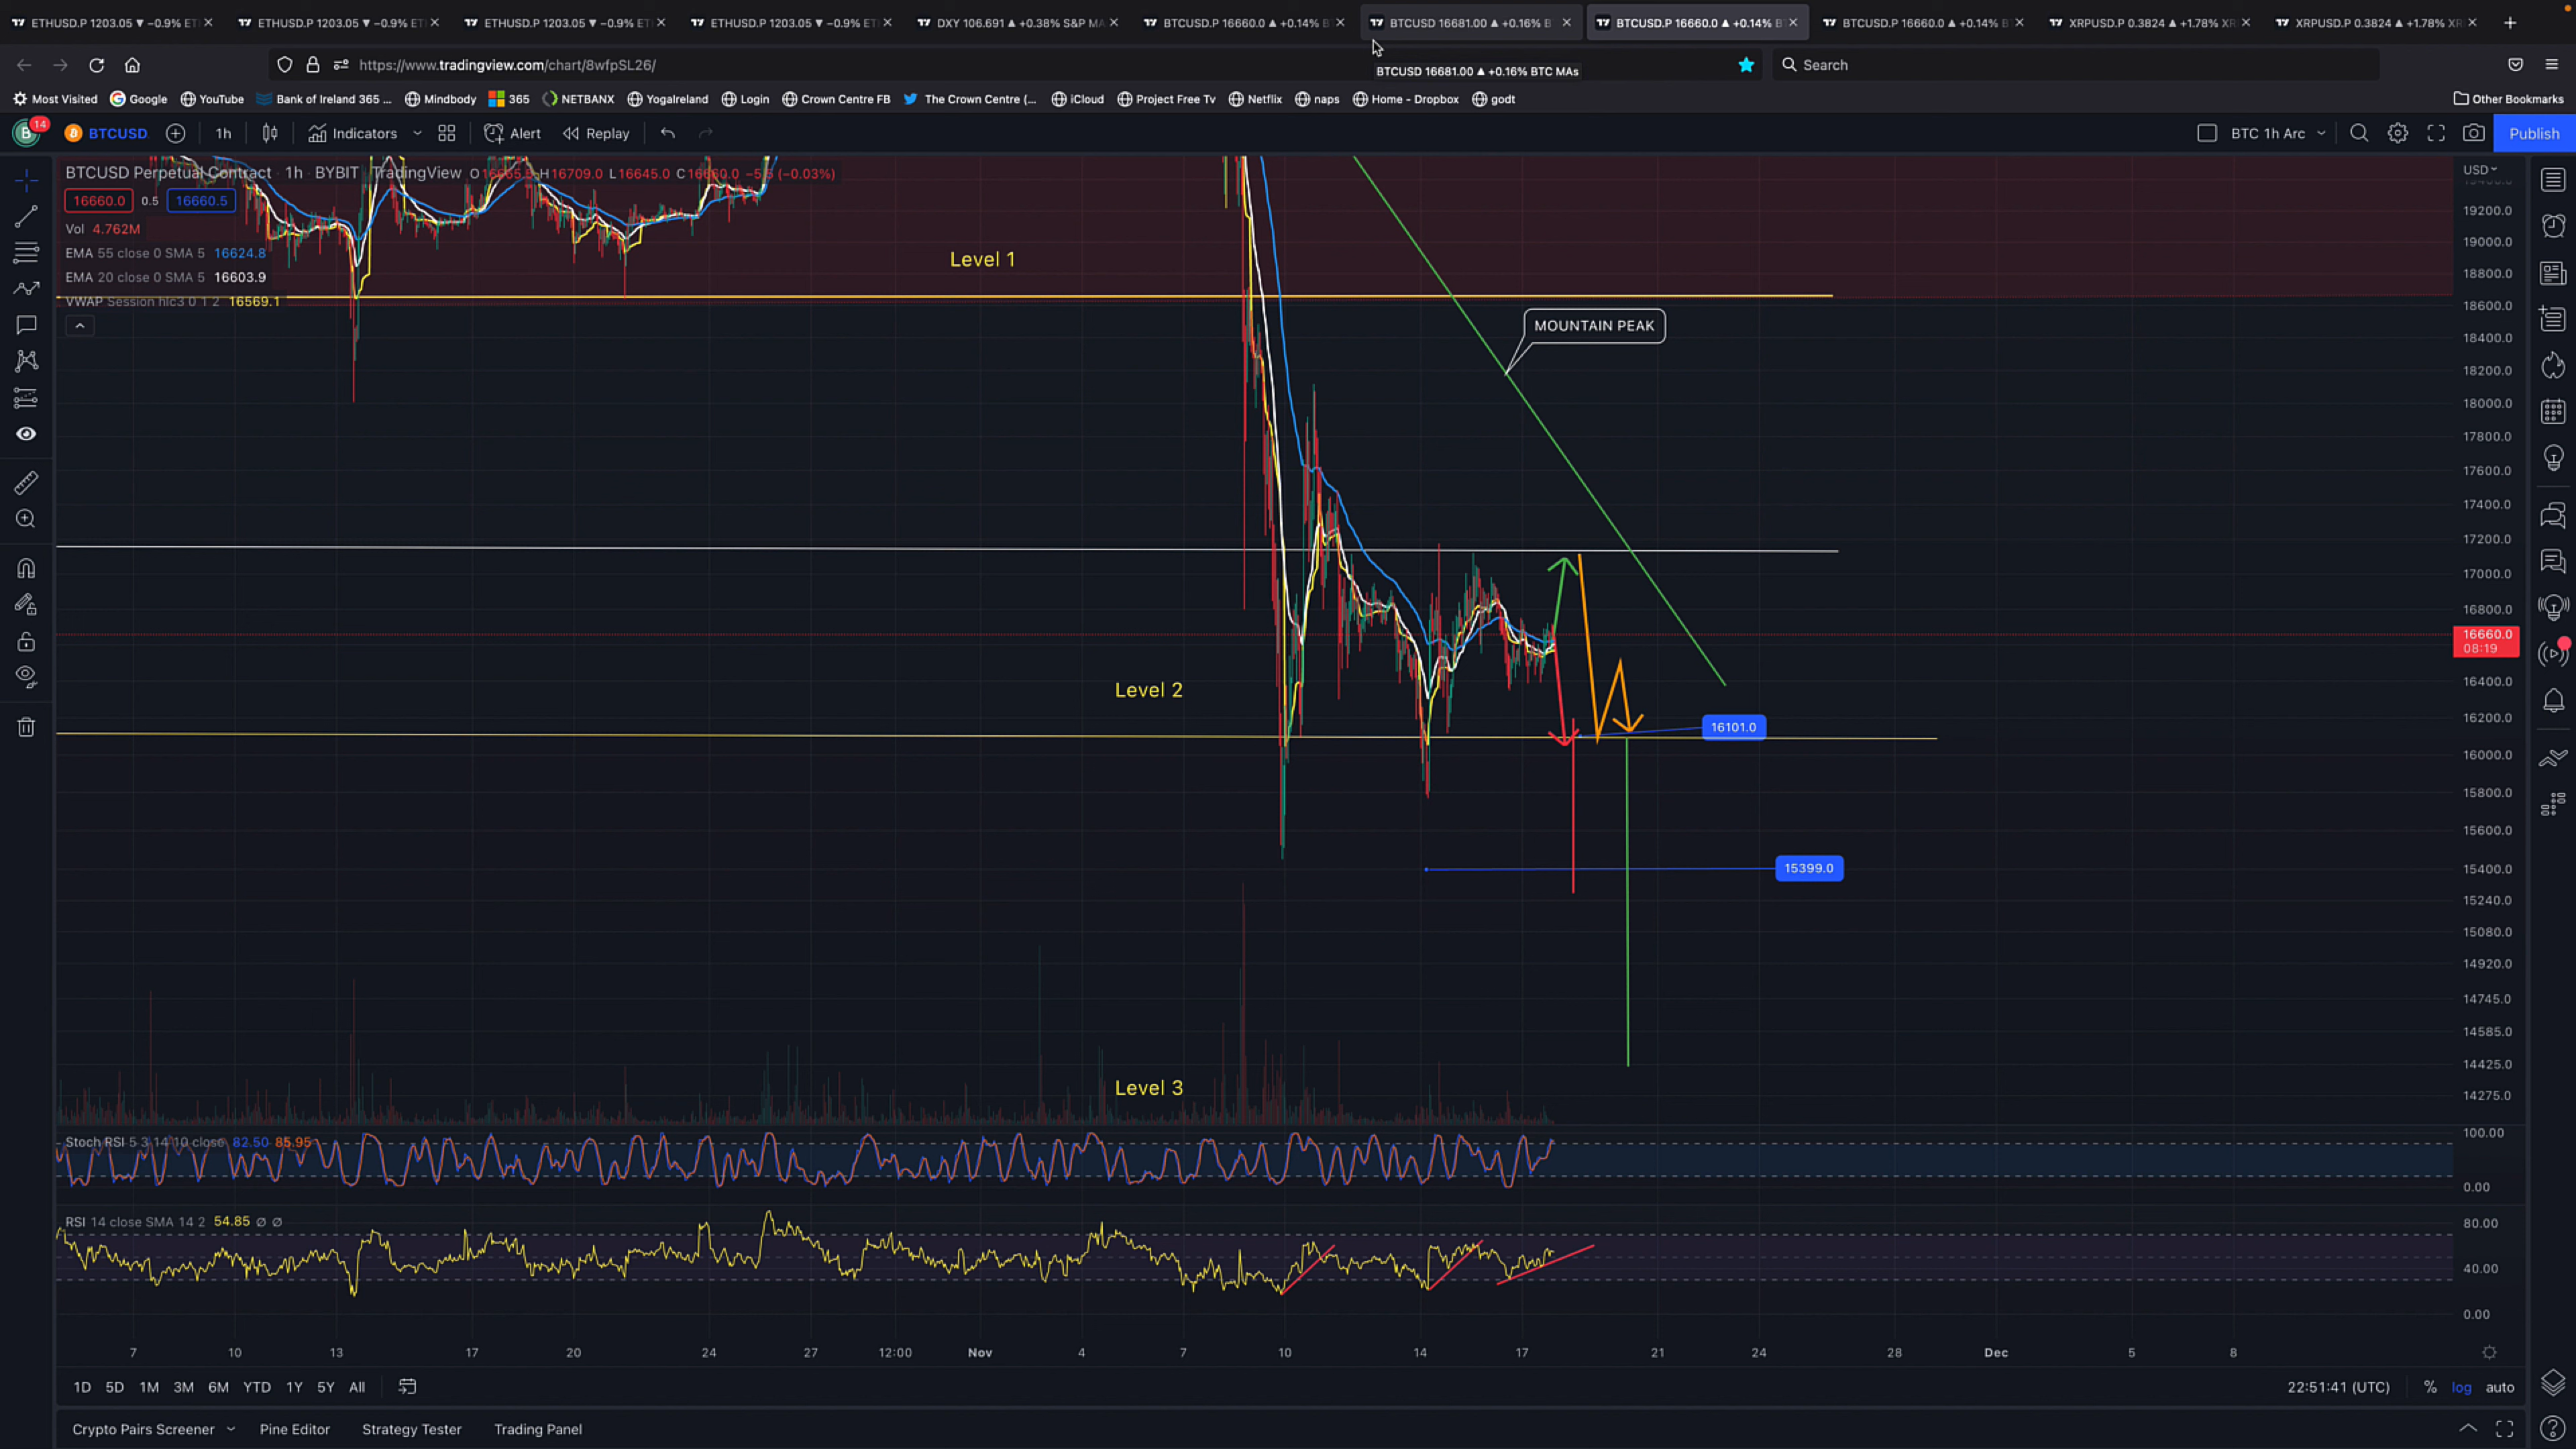 ETHUSD.P 1203.05 ▼ −0.9% ET
ETHUSD.P 1203.05 ▼ −0.9% ET
ETHUSD.P 1203.05 ▼ −0.9% ET
ETHUSD.P 1203.05 ▼ −0.9% ET
DXY 106.691 ▲ +0.38% S&P MA
BTCUSD.P 16660.0 ▲ +0.14% B
BTCUSD 16681.00 ▲ +0.16% B
BTCUSD.P 16660.0 ▲ +0.14% B
BTCUSD.P 16660.0 ▲ +0.14% B
XRPUSD.P 0.3824 ▲ +1.78% XR
XRPUSD.P 0.3824 ▲ +1.78% XR
https://www.tradingview.com/chart/8wfpSL26/
Search
BTCUSD 16681.00 ▲ +0.16% BTC MAs
Most Visited
Google
YouTube
Bank of Ireland 365 ...
Mindbody
365
NETBANX
YogaIreland
Login
Crown Centre FB
The Crown Centre (...
iCloud
Project Free Tv
Netflix
naps
Home - Dropbox
godt
Other Bookmarks
B
14
BTCUSD
1h
Indicators
Alert
Replay
BTC 1h Arc
Publish
BTCUSD Perpetual Contract · 1h · BYBIT · TradingView H16709.0 L16645.0 (−0.03%)
16660.0 0.5 16660.5
Vol 4.762M
EMA 55 close 0 SMA 5 16624.8
EMA 20 close 0 SMA 5 16603.9
VWAP Session hlc3 0 1 2 16569.1
Level 1
MOUNTAIN PEAK
Level 2
16101.0
15399.0
Level 3
USD
19200.0
19000.0
18800.0
18600.0
18400.0
18200.0
18000.0
17800.0
17600.0
17400.0
17200.0
17000.0
16800.0
16660.0
08:19
16400.0
16200.0
16000.0
15800.0
15600.0
15400.0
15240.0
15080.0
14920.0
14745.0
14585.0
14425.0
14275.0
Stoch RSI 5 3 14 10 close 82.50 85.95
100.00
0.00
RSI 14 close SMA 14 2 54.85 ∅ ∅
80.00
40.00
0.00
7 10 13 17 20 24 27 12:00 Nov 4 7 10 14 17 21 24 28 Dec 5 8
1D 5D 1M 3M 6M YTD 1Y 5Y All
22:51:41 (UTC) % log auto
Crypto Pairs Screener Pine Editor Strategy Tester Trading Panel